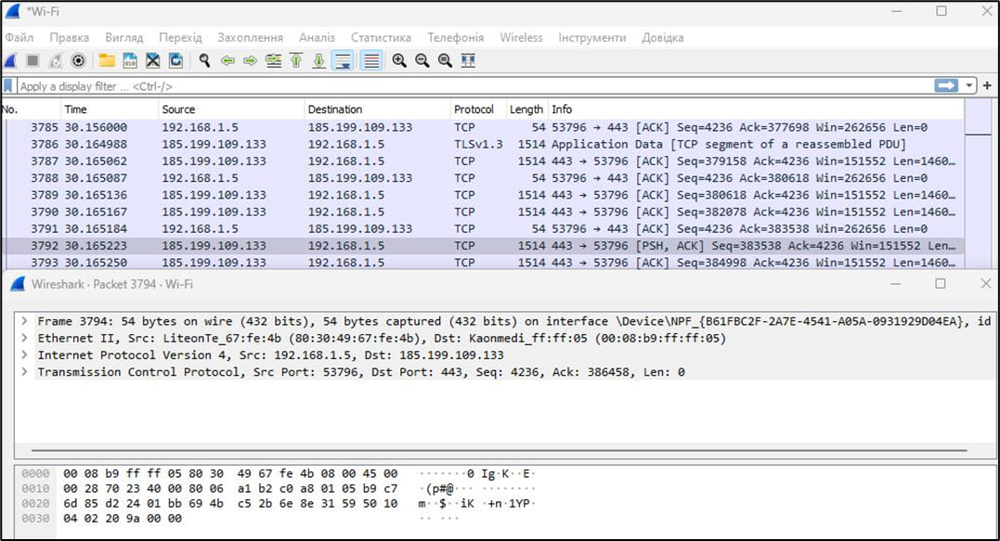 *Wi-Fi
Файл Правка Вигляд Перехід Захоплення Аналіз Статистика Телефонія Wireless Інструменти Довідка
Apply a display filter ... <Ctrl-/>
No. Time Source Destination Protocol Length Info
3785 30.156000 192.168.1.5 185.199.109.133 TCP 54 53796 → 443 [ACK] Seq=4236 Ack=377698 Win=262656 Len=0
3786 30.164988 185.199.109.133 192.168.1.5 TLSv1.3 1514 Application Data [TCP segment of a reassembled PDU]
3787 30.165062 185.199.109.133 192.168.1.5 TCP 1514 443 → 53796 [ACK] Seq=379158 Ack=4236 Win=151552 Len=1460…
3788 30.165087 192.168.1.5 185.199.109.133 TCP 54 53796 → 443 [ACK] Seq=4236 Ack=380618 Win=262656 Len=0
3789 30.165136 185.199.109.133 192.168.1.5 TCP 1514 443 → 53796 [ACK] Seq=380618 Ack=4236 Win=151552 Len=1460…
3790 30.165167 185.199.109.133 192.168.1.5 TCP 1514 443 → 53796 [ACK] Seq=382078 Ack=4236 Win=151552 Len=1460…
3791 30.165184 192.168.1.5 185.199.109.133 TCP 54 53796 → 443 [ACK] Seq=4236 Ack=383538 Win=262656 Len=0
3792 30.165223 185.199.109.133 192.168.1.5 TCP 1514 443 → 53796 [PSH, ACK] Seq=383538 Ack=4236 Win=151552 Len…
3793 30.165250 185.199.109.133 192.168.1.5 TCP 1514 443 → 53796 [ACK] Seq=384998 Ack=4236 Win=151552 Len=1460…
Wireshark · Packet 3794 · Wi-Fi
Frame 3794: 54 bytes on wire (432 bits), 54 bytes captured (432 bits) on interface \Device\NPF_{B61FBC2F-2A7E-4541-A05A-0931929D04EA}, id
Ethernet II, Src: LiteonTe_67:fe:4b (80:30:49:67:fe:4b), Dst: Kaonmedi_ff:ff:05 (00:08:b9:ff:ff:05)
Internet Protocol Version 4, Src: 192.168.1.5, Dst: 185.199.109.133
Transmission Control Protocol, Src Port: 53796, Dst Port: 443, Seq: 4236, Ack: 386458, Len: 0
0000 00 08 b9 ff ff 05 80 30 49 67 fe 4b 08 00 45 00 ·······0 Ig·K··E·
0010 00 28 70 23 40 00 80 06 a1 b2 c0 a8 01 05 b9 c7 ·(p#@··· ········
0020 6d 85 d2 24 01 bb 69 4b c5 2b 6e 8e 31 59 50 10 m··$··iK ·+n·1YP·
0030 04 02 20 9a 00 00 ·· ···